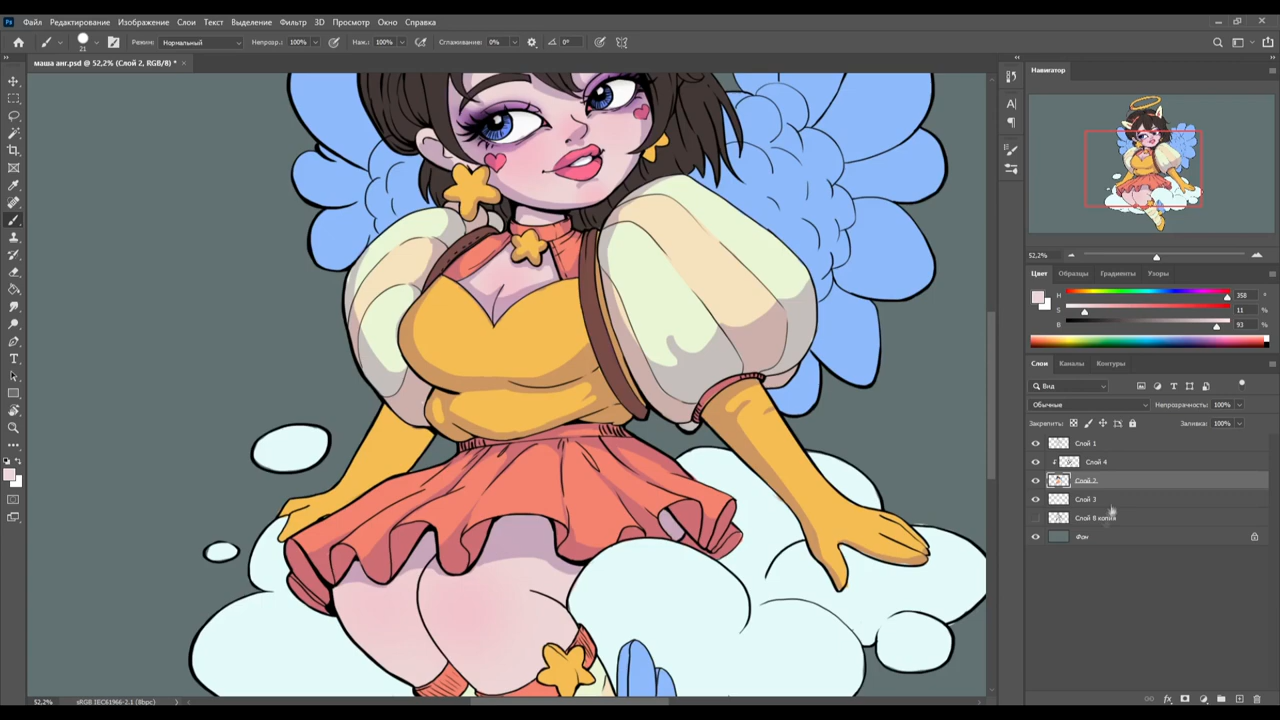 Ps Файл Редактирование Изображение Слои Текст Выделение Фильтр 3D Просмотр Окно Справка
21 Режим: Нормальный Непрозр.: 100% Наж.: 100% Сглаживание: 0% 0°
маша анг.psd @ 52,2% (Слой 2, RGB/8) * ×
Навигатор
52,2%
Цвет Образцы Градиенты Узоры
H 358 °
S 11 %
B 93 %
Слои Каналы Контуры
Вид
Обычные Непрозрачность: 100%
Закрепить: Заливка: 100%
Слой 1
Слой 4
Слой 2
Слой 3
Слой 8 копия
Фон
52,2% sRGB IEC61966-2.1 (8bpc)